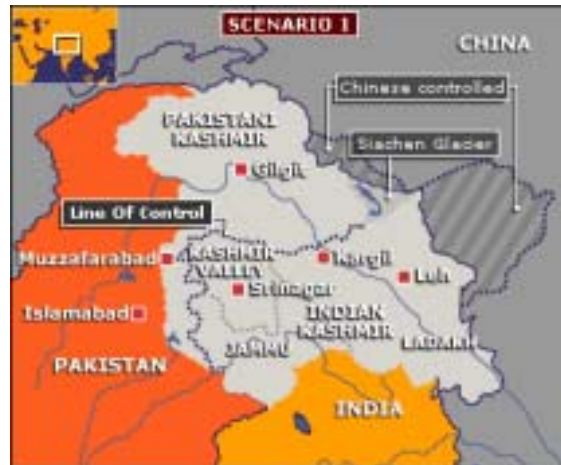 SCENARIO 1
CHINA
Chinese controlled
PAKISTANI
KASHMIR
Siachen Glacier
Gilgit
Line Of Control
Muzzafarabad
KASHMIR
VALLEY
Kargil
Leh
Srinagar
Islamabad
INDIAN
KASHMIR
LADAKH
JAMMU
PAKISTAN
INDIA